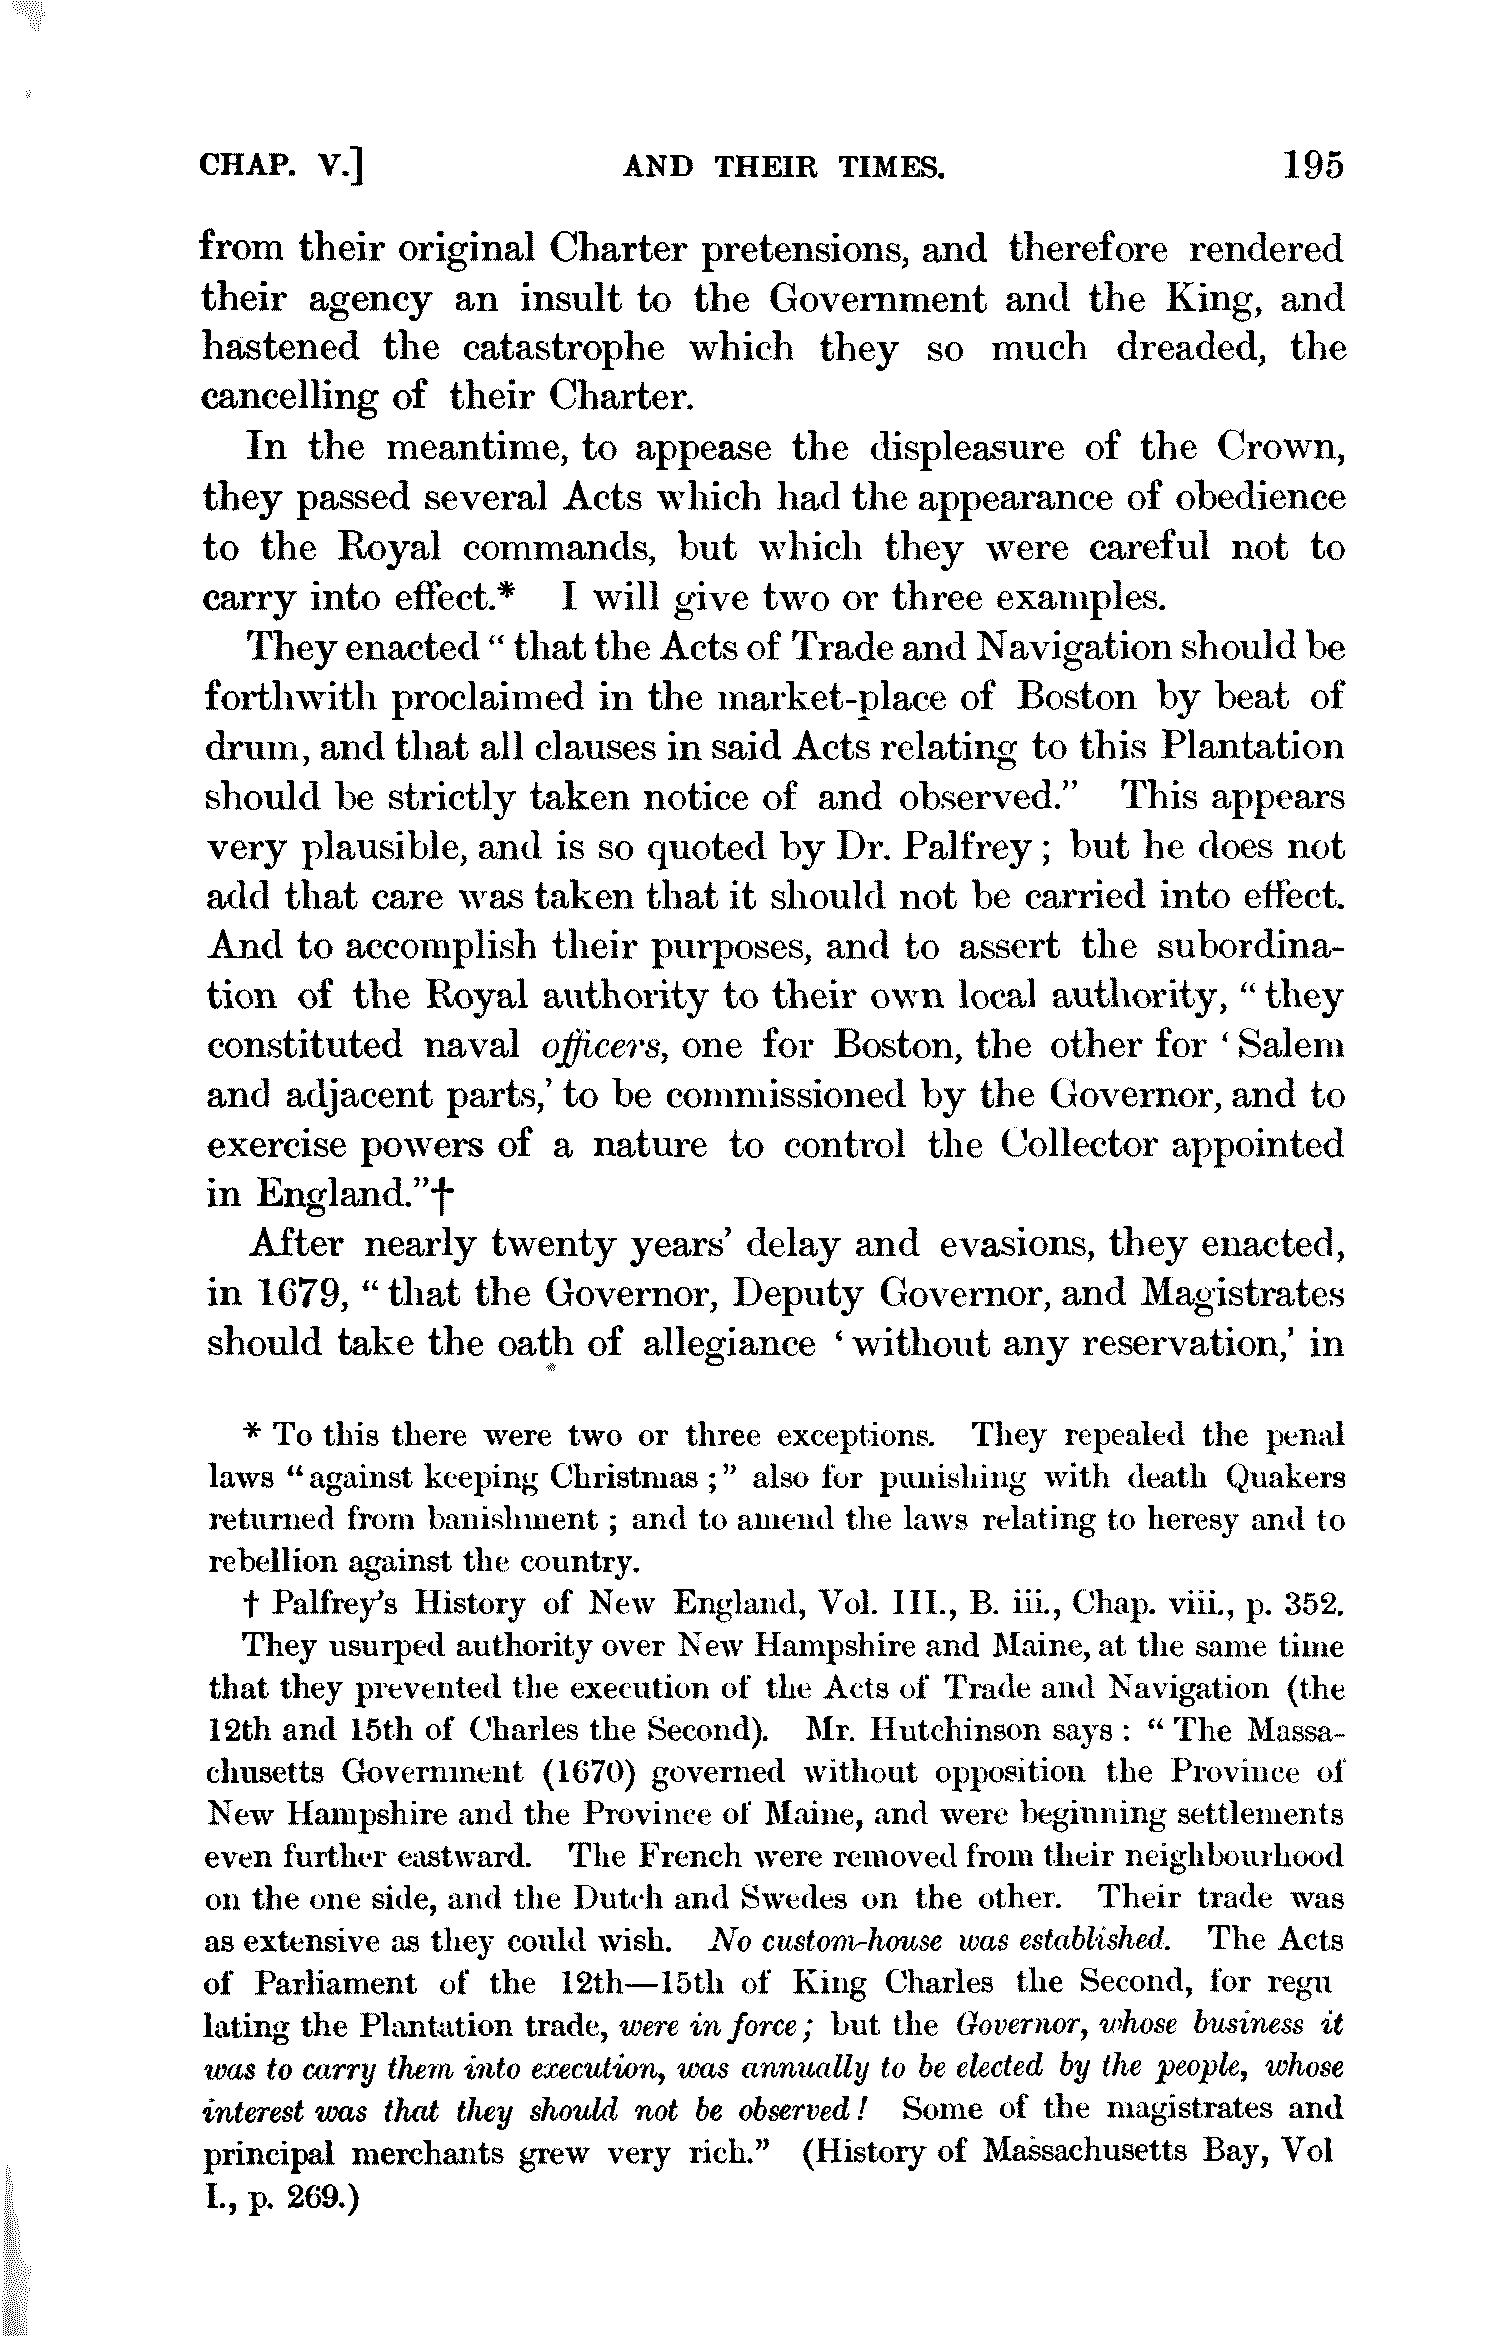 CHAP. V.] AND THEIR TIMES. 195
from their original Charter pretensions, and therefore rendered
their agency an insult to the Government and the King, and
hastened the catastrophe which they so much dreaded, the
cancelling of their Charter.
In the meantime, to appease the displeasure of the Crown,
they passed several Acts which had the appearance of obedience
to the Royal commands, but which they were careful not to
carry into effect.* I will give two or three examples.
They enacted "that the Acts of Trade and Navigation should be
forthwith proclaimed in the market-place of Boston by beat of
drum, and that all clauses in said Acts relating to this Plantation
should be strictly taken notice of and observed." This appears
very plausible, and is so quoted by Dr. Palfrey; but he does not
add that care was taken that it should not be carried into effect.
And to accomplish their purposes, and to assert the subordina-
tion of the Royal authority to their own local authority, "they
constituted naval officers, one for Boston, the other for 'Salem
and adjacent parts,' to be commissioned by the Governor, and to
exercise powers of a nature to control the Collector appointed
in England."†
After nearly twenty years' delay and evasions, they enacted,
in 1679, "that the Governor, Deputy Governor, and Magistrates
should take the oath of allegiance 'without any reservation,' in
* To this there were two or three exceptions. They repealed the penal
laws "against keeping Christmas;" also for punishing with death Quakers
returned from banishment; and to amend the laws relating to heresy and to
rebellion against the country.
† Palfrey's History of New England, Vol. III., B. iii., Chap. viii., p. 352.
They usurped authority over New Hampshire and Maine, at the same time
that they prevented the execution of the Acts of Trade and Navigation (the
12th and 15th of Charles the Second). Mr. Hutchinson says: "The Massa-
chusetts Government (1670) governed without opposition the Province of
New Hampshire and the Province of Maine, and were beginning settlements
even further eastward. The French were removed from their neighbourhood
on the one side, and the Dutch and Swedes on the other. Their trade was
as extensive as they could wish. No custom-house was established. The Acts
of Parliament of the 12th—15th of King Charles the Second, for regu
lating the Plantation trade, were in force; but the Governor, whose business it
was to carry them into execution, was annually to be elected by the people, whose
interest was that they should not be observed! Some of the magistrates and
principal merchants grew very rich." (History of Massachusetts Bay, Vol
I., p. 269.)